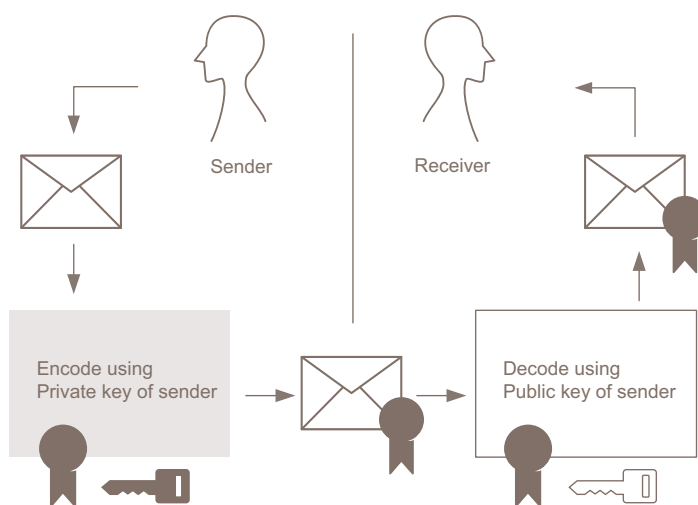 Sender
Receiver
Encode using
Private key of sender
Decode using
Public key of sender